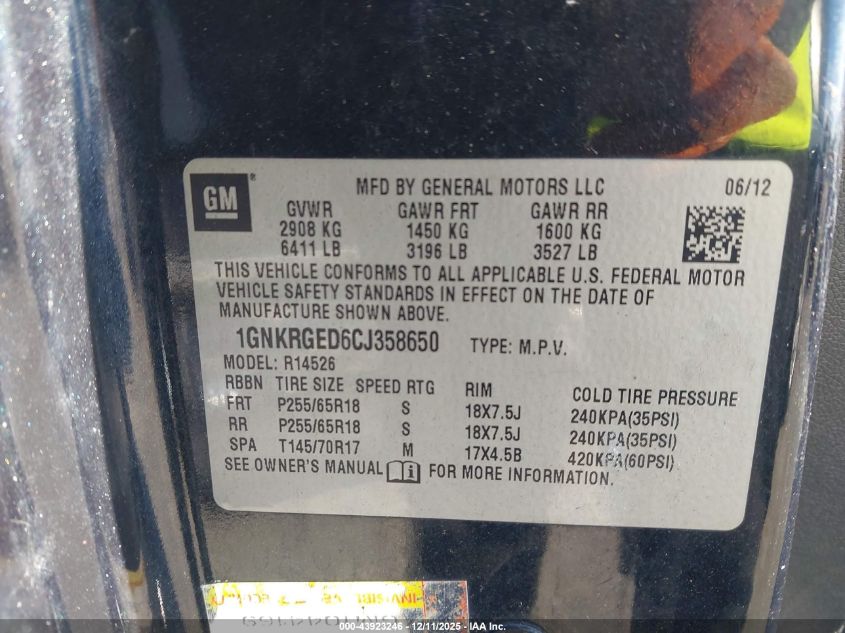 GM ®
MFD BY GENERAL MOTORS LLC 06/12
GVWR GAWR FRT GAWR RR
2908 KG 1450 KG 1600 KG
6411 LB 3196 LB 3527 LB
THIS VEHICLE CONFORMS TO ALL APPLICABLE U.S. FEDERAL MOTOR
VEHICLE SAFETY STANDARDS IN EFFECT ON THE DATE OF
MANUFACTURE SHOWN ABOVE.
1GNKRGED6CJ358650 TYPE: M.P.V.
MODEL: R14526
RBBN TIRE SIZE SPEED RTG RIM COLD TIRE PRESSURE
FRT P255/65R18 S 18X7.5J 240KPA(35PSI)
RR P255/65R18 S 18X7.5J 240KPA(35PSI)
SPA T145/70R17 M 17X4.5B 420KPA(60PSI)
SEE OWNER'S MANUAL FOR MORE INFORMATION.
© 000-43923246 - 12/11/2025 - IAA Holdings, LLC